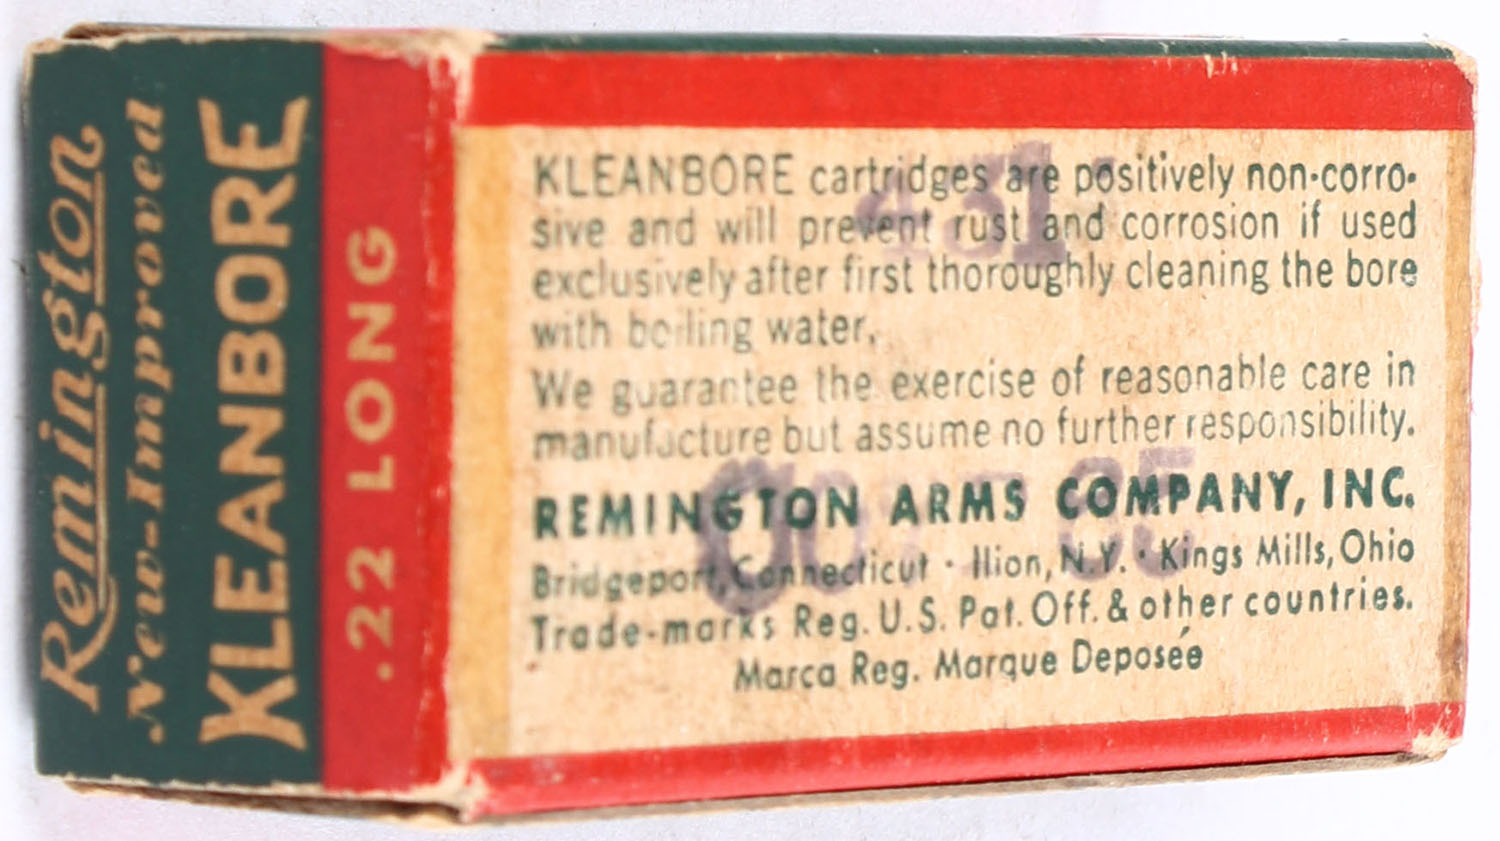 Remington
New-Improved
KLEANBORE
.22 LONG
KLEANBORE cartridges are positively non-corro-
sive and will prevent rust and corrosion if used
exclusively after first thoroughly cleaning the bore
with boiling water.
We guarantee the exercise of reasonable care in
manufacture but assume no further responsibility.
REMINGTON ARMS COMPANY, INC.
Bridgeport, Connecticut · Ilion, N.Y. · Kings Mills, Ohio
Trade-marks Reg. U.S. Pat. Off. & other countries.
Marca Reg. Marque Deposée